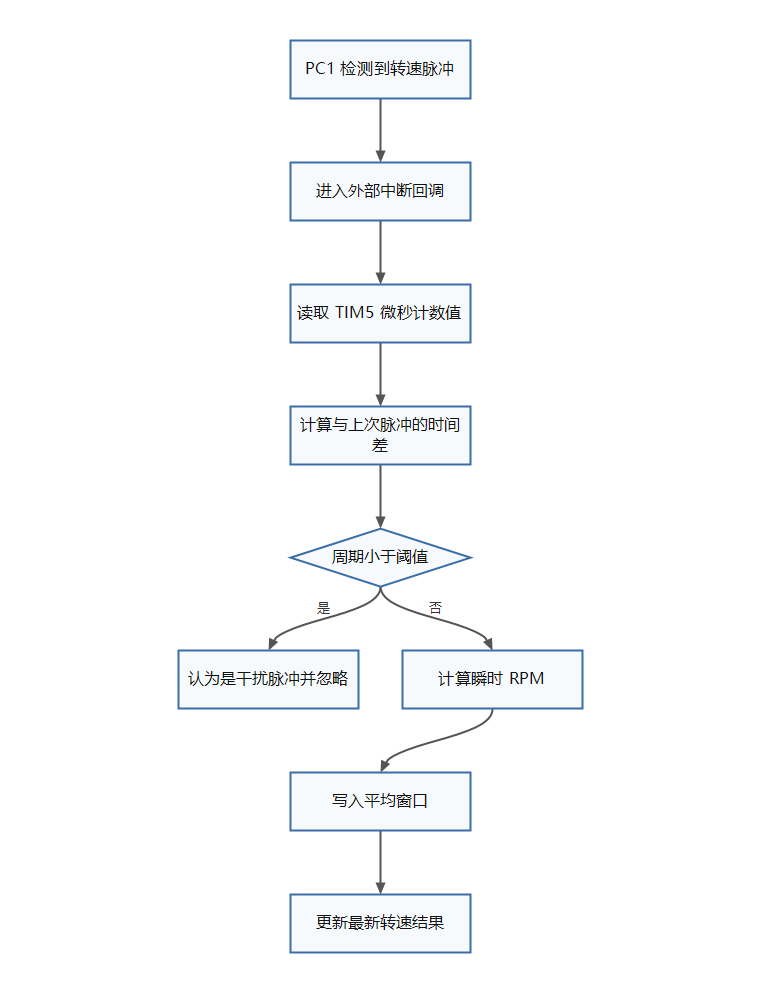 PC1 检测到转速脉冲
进入外部中断回调
读取 TIM5 微秒计数值
计算与上次脉冲的时间
差
周期小于阈值
是
否
认为是干扰脉冲并忽略
计算瞬时 RPM
写入平均窗口
更新最新转速结果